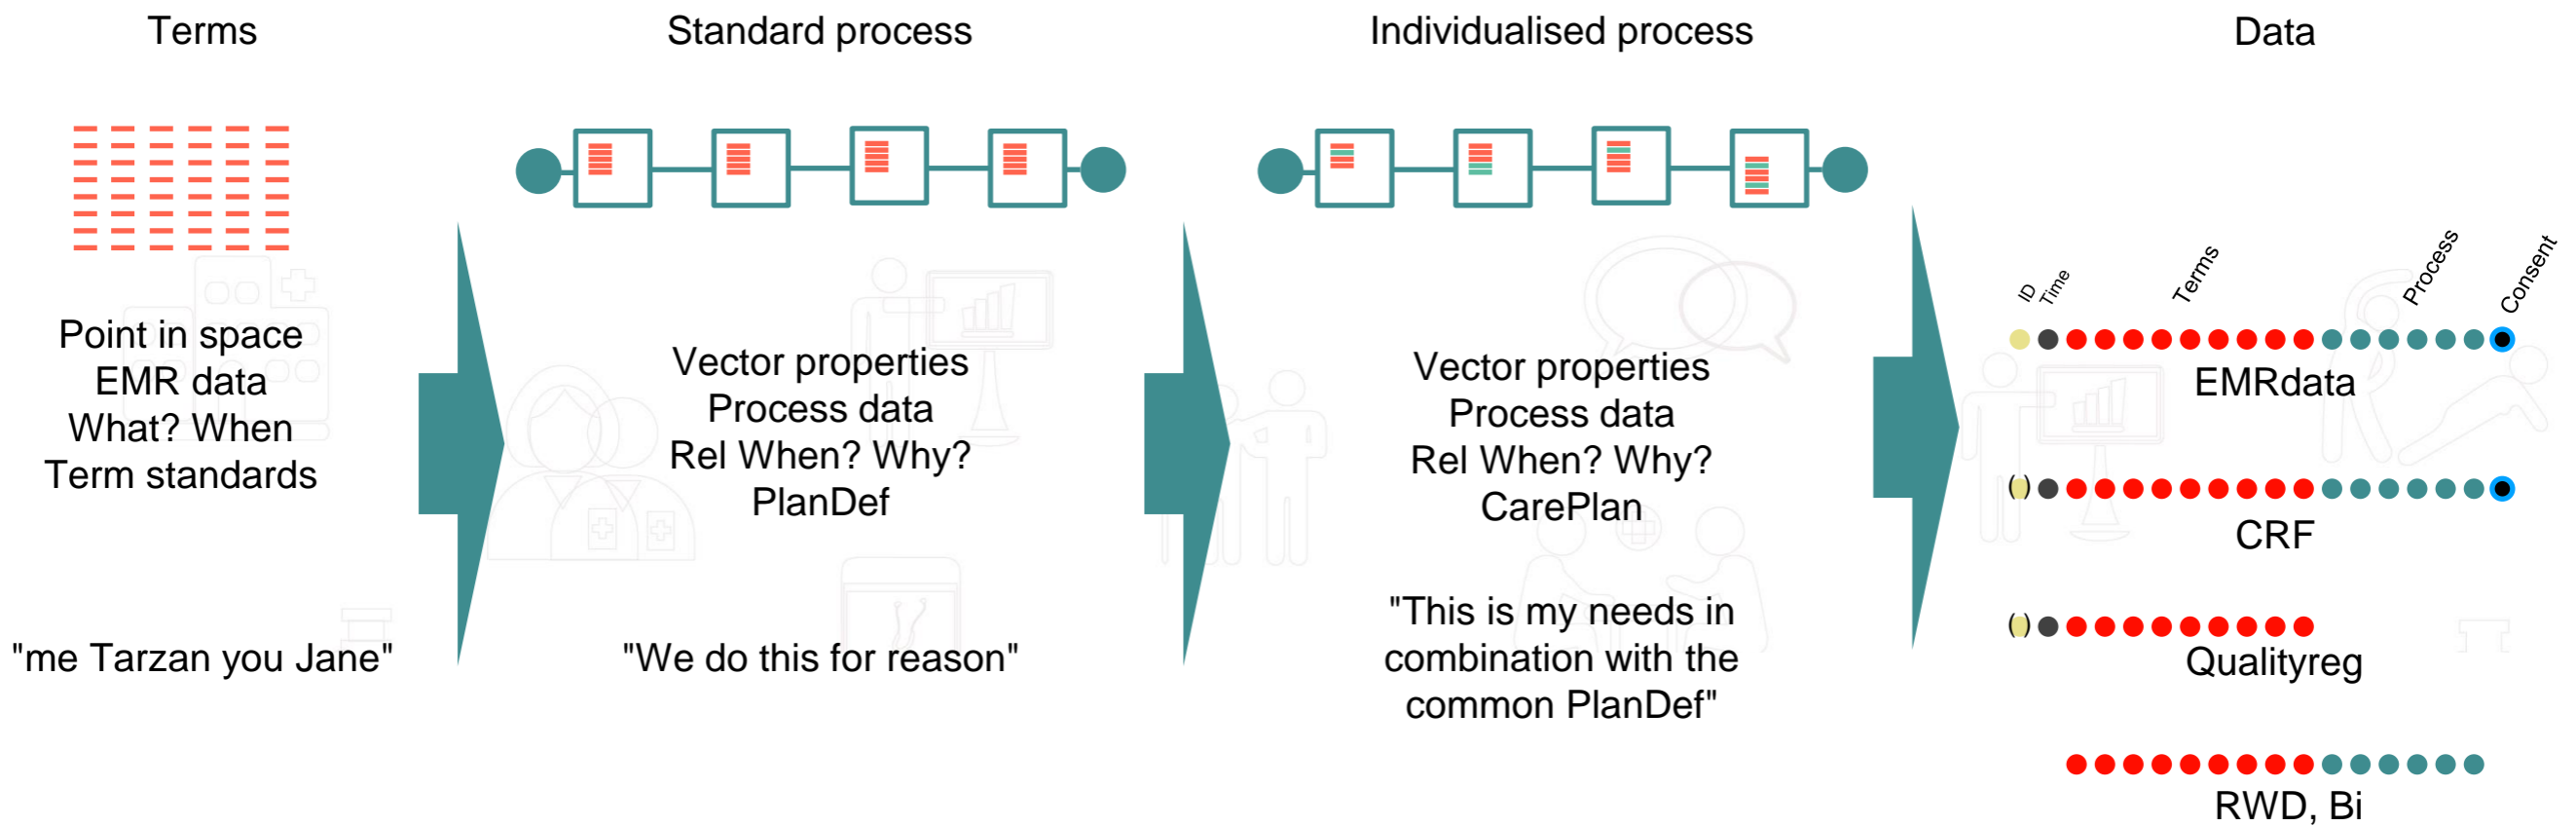 Terms
Standard process
Individualised process
Data
Point in space
EMR data
What? When
Term standards
"me Tarzan you Jane"
Vector properties
Process data
Rel When? Why?
PlanDef
"We do this for reason"
Vector properties
Process data
Rel When? Why?
CarePlan
"This is my needs in
combination with the
common PlanDef"
ID
Time
Terms
Process
Consent
EMRdata
()
CRF
()
Qualityreg
RWD, Bi